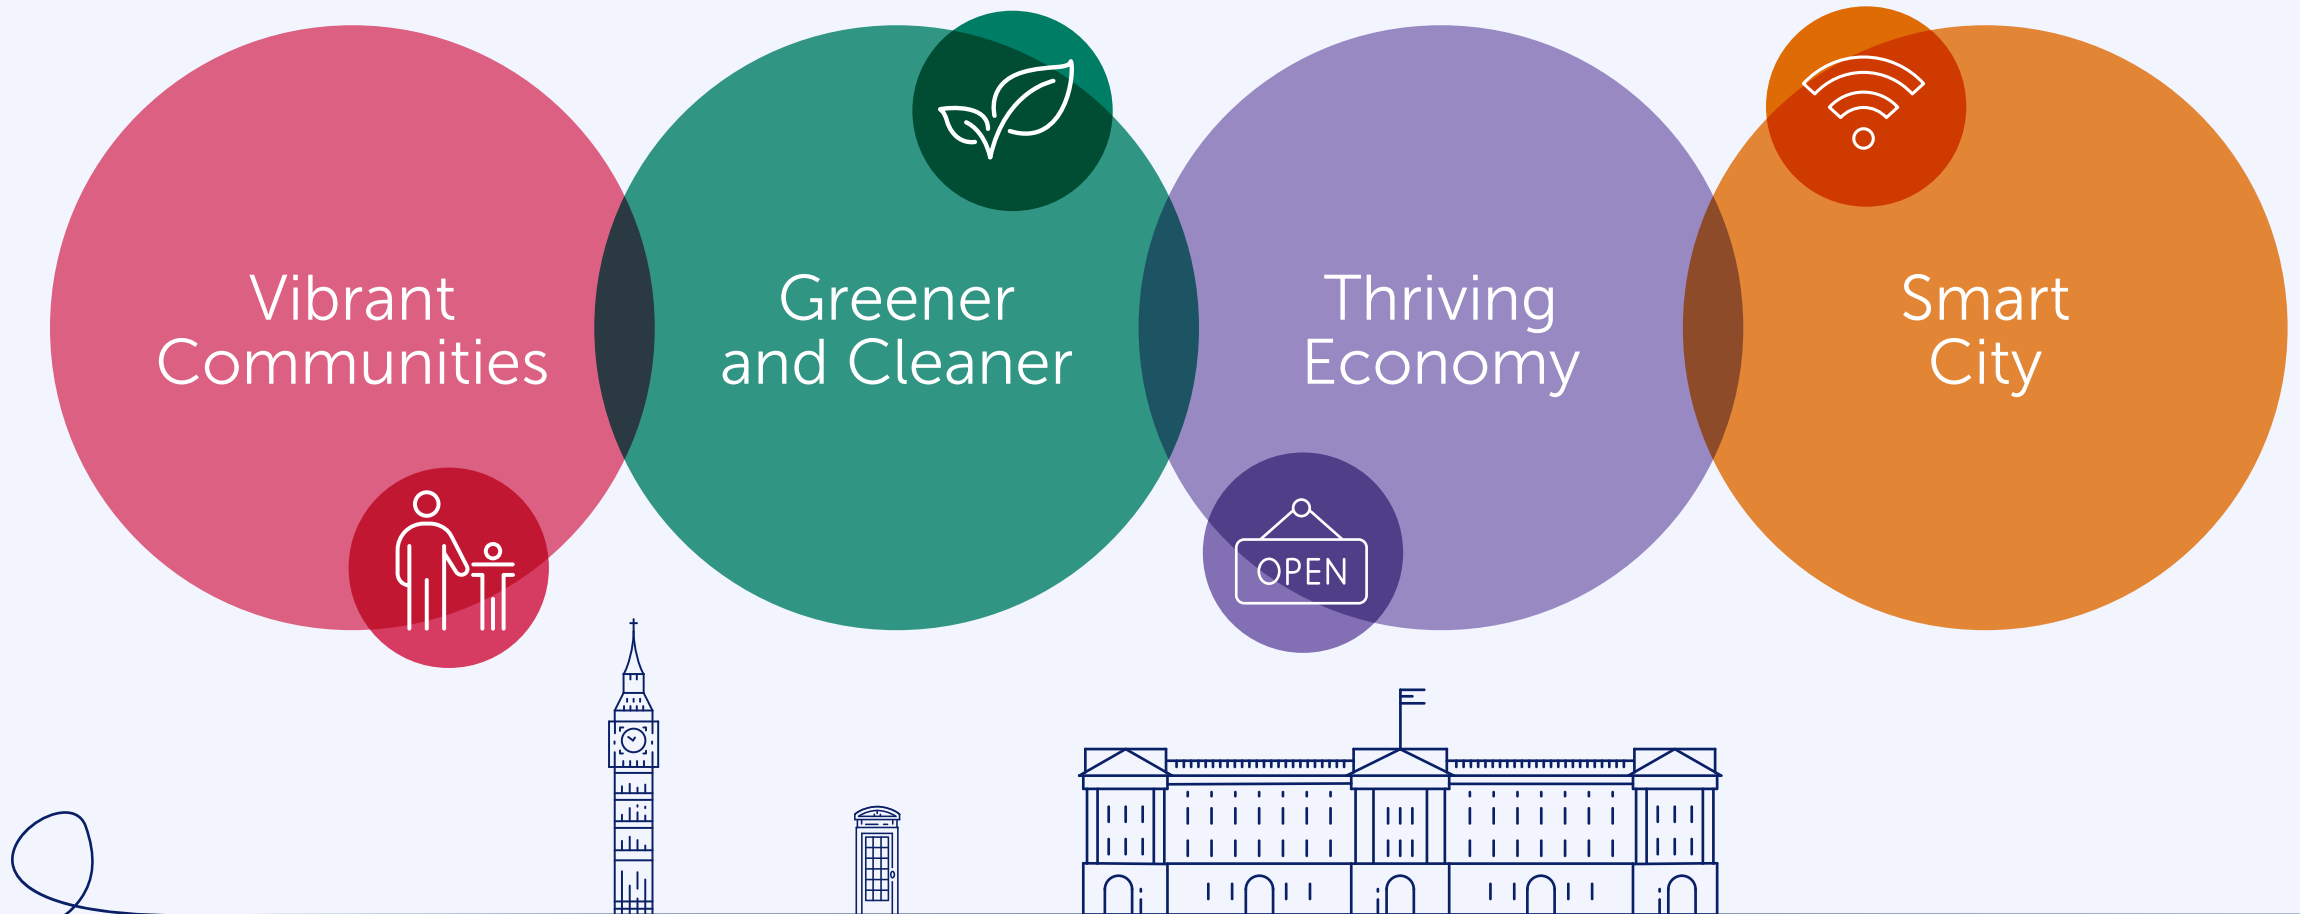 Vibrant
Communities
Greener
and Cleaner
Thriving
Economy
Smart
City
OPEN